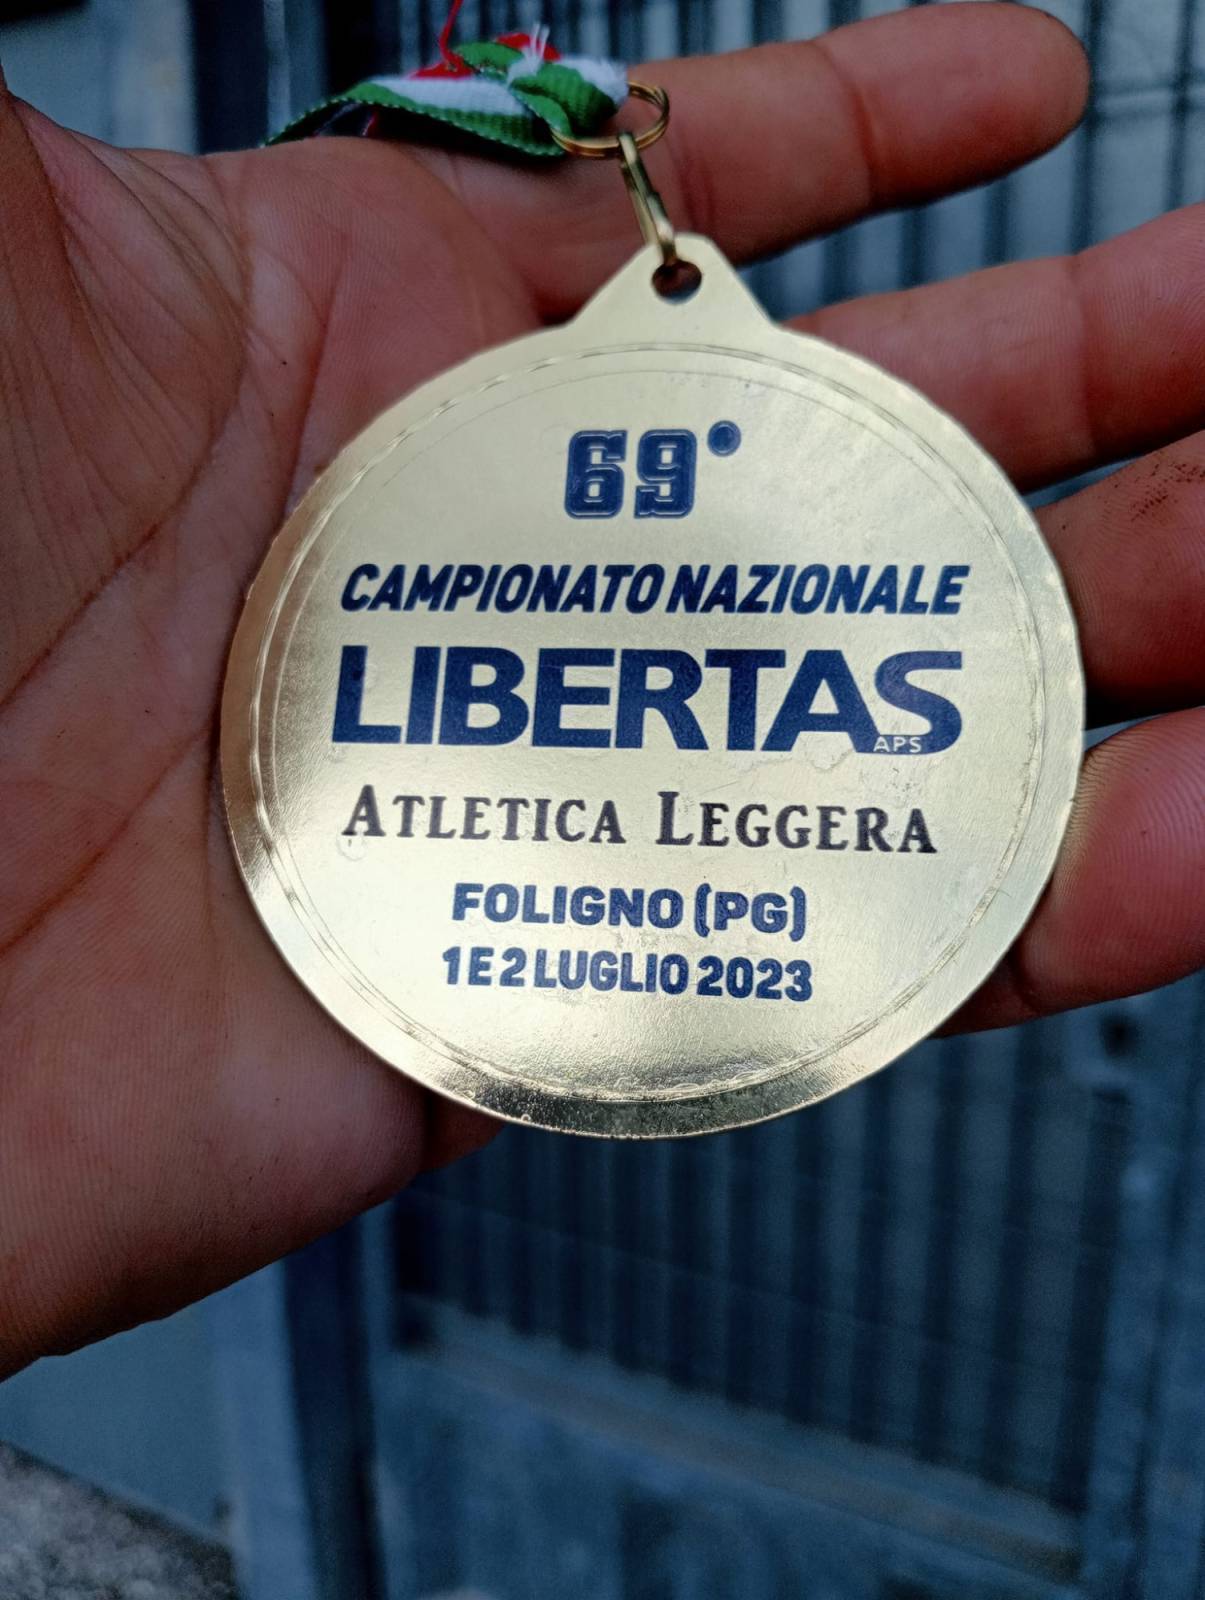 69°
CAMPIONATO NAZIONALE
LIBERTAS
APS
ATLETICA LEGGERA
FOLIGNO (PG)
1 E 2 LUGLIO 2023